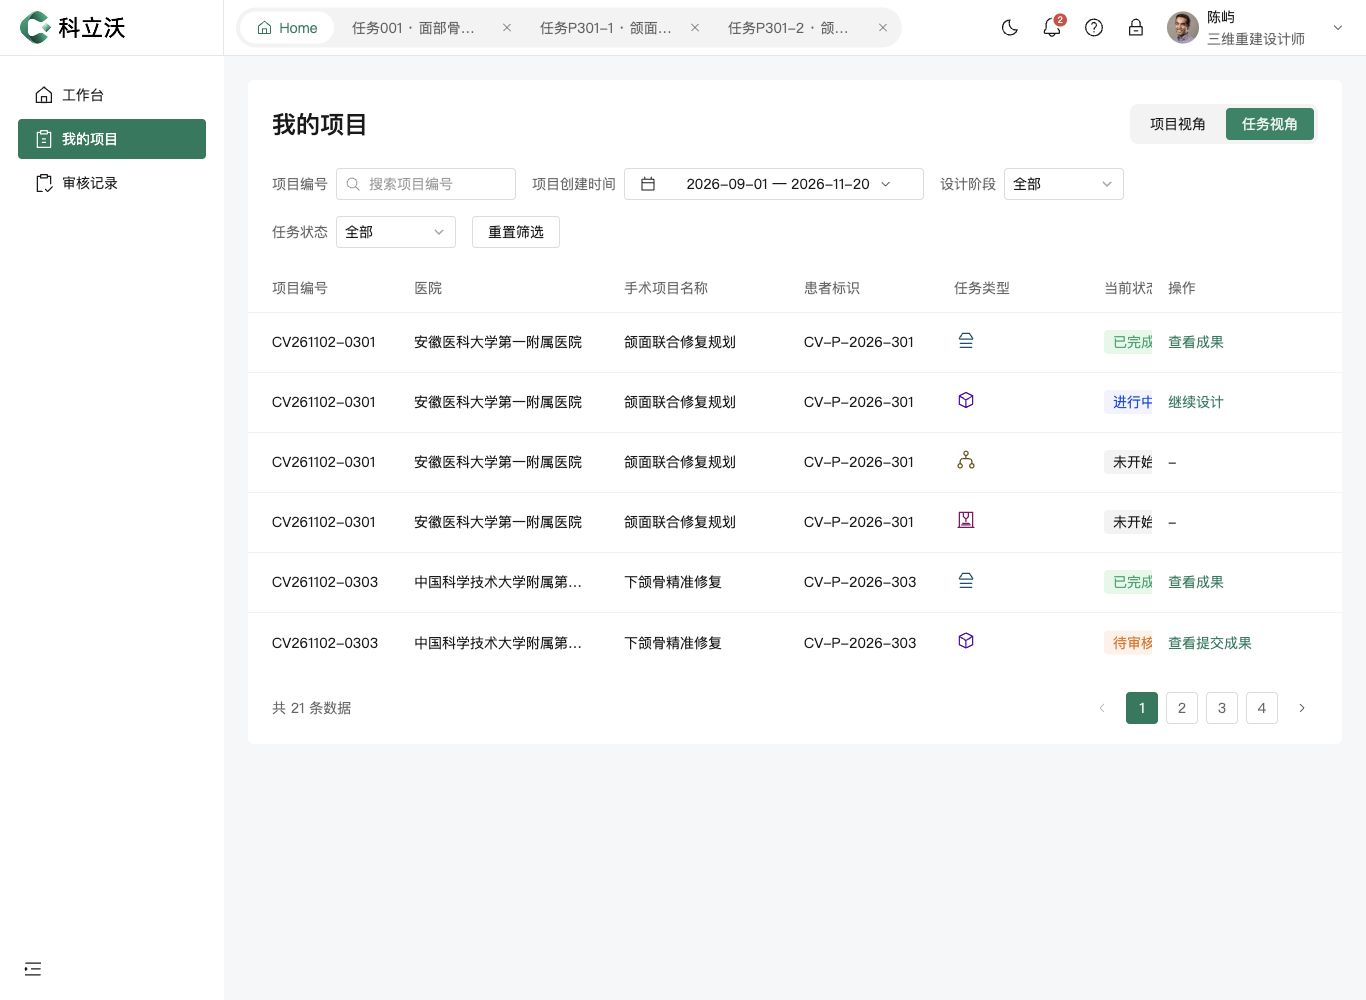 科立沃
Home
任务001 · 面部骨...
任务P301-1 · 颌面...
任务P301-2 · 颌...
2
陈屿
三维重建设计师
工作台
我的项目
审核记录
我的项目
项目视角
任务视角
项目编号
搜索项目编号
项目创建时间
2026-09-01 — 2026-11-20
设计阶段
全部
任务状态
全部
重置筛选
项目编号 医院 手术项目名称 患者标识 任务类型 当前状态 操作
CV261102-0301 安徽医科大学第一附属医院 颌面联合修复规划 CV-P-2026-301 已完成 查看成果
CV261102-0301 安徽医科大学第一附属医院 颌面联合修复规划 CV-P-2026-301 进行中 继续设计
CV261102-0301 安徽医科大学第一附属医院 颌面联合修复规划 CV-P-2026-301 未开始 -
CV261102-0301 安徽医科大学第一附属医院 颌面联合修复规划 CV-P-2026-301 未开始 -
CV261102-0303 中国科学技术大学附属第... 下颌骨精准修复 CV-P-2026-303 已完成 查看成果
CV261102-0303 中国科学技术大学附属第... 下颌骨精准修复 CV-P-2026-303 待审核 查看提交成果
共 21 条数据
1 2 3 4